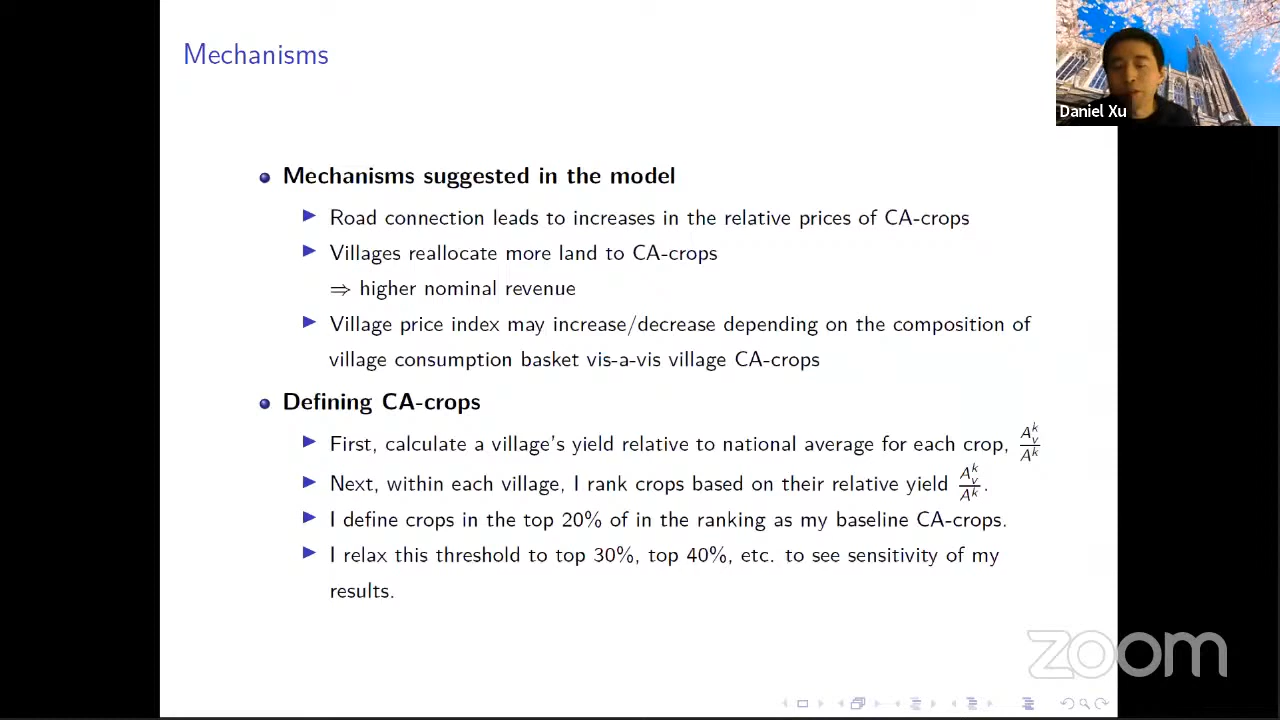 Mechanisms
Daniel Xu
Mechanisms suggested in the model
Road connection leads to increases in the relative prices of CA-crops
Villages reallocate more land to CA-crops
⇒ higher nominal revenue
Village price index may increase/decrease depending on the composition of
village consumption basket vis-a-vis village CA-crops
Defining CA-crops
First, calculate a village's yield relative to national average for each crop, A_v^k/A^k
Next, within each village, I rank crops based on their relative yield A_v^k/A^k.
I define crops in the top 20% of in the ranking as my baseline CA-crops.
I relax this threshold to top 30%, top 40%, etc. to see sensitivity of my
results.
zoom